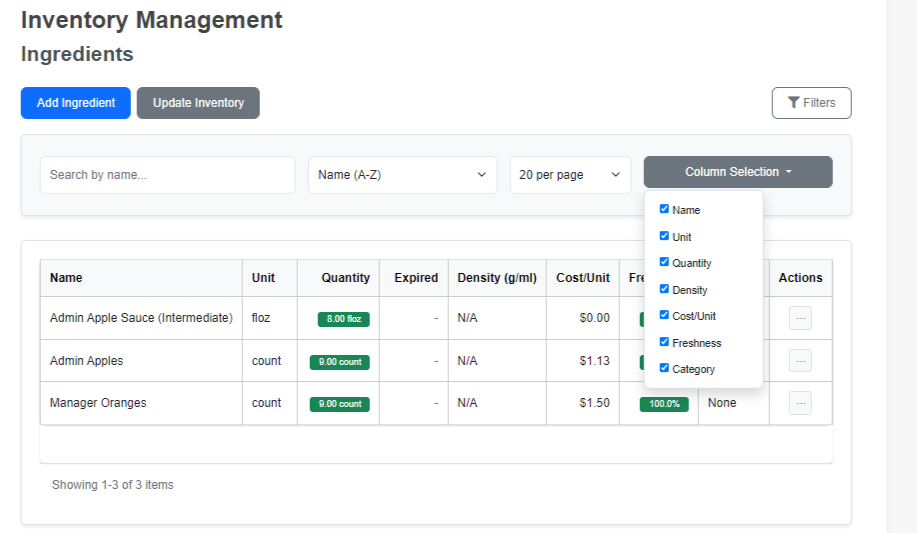 Inventory Management
Ingredients
Add Ingredient Update Inventory Filters
Search by name... Name (A-Z) 20 per page Column Selection
Name
Unit
Quantity
Density
Cost/Unit
Freshness
Category
Name Unit Quantity Expired Density (g/ml) Cost/Unit Actions
Admin Apple Sauce (Intermediate) floz 8.00 floz - N/A $0.00 ...
Admin Apples count 9.00 count - N/A $1.13 ...
Manager Oranges count 9.00 count - N/A $1.50 100.0% None ...
Showing 1-3 of 3 items